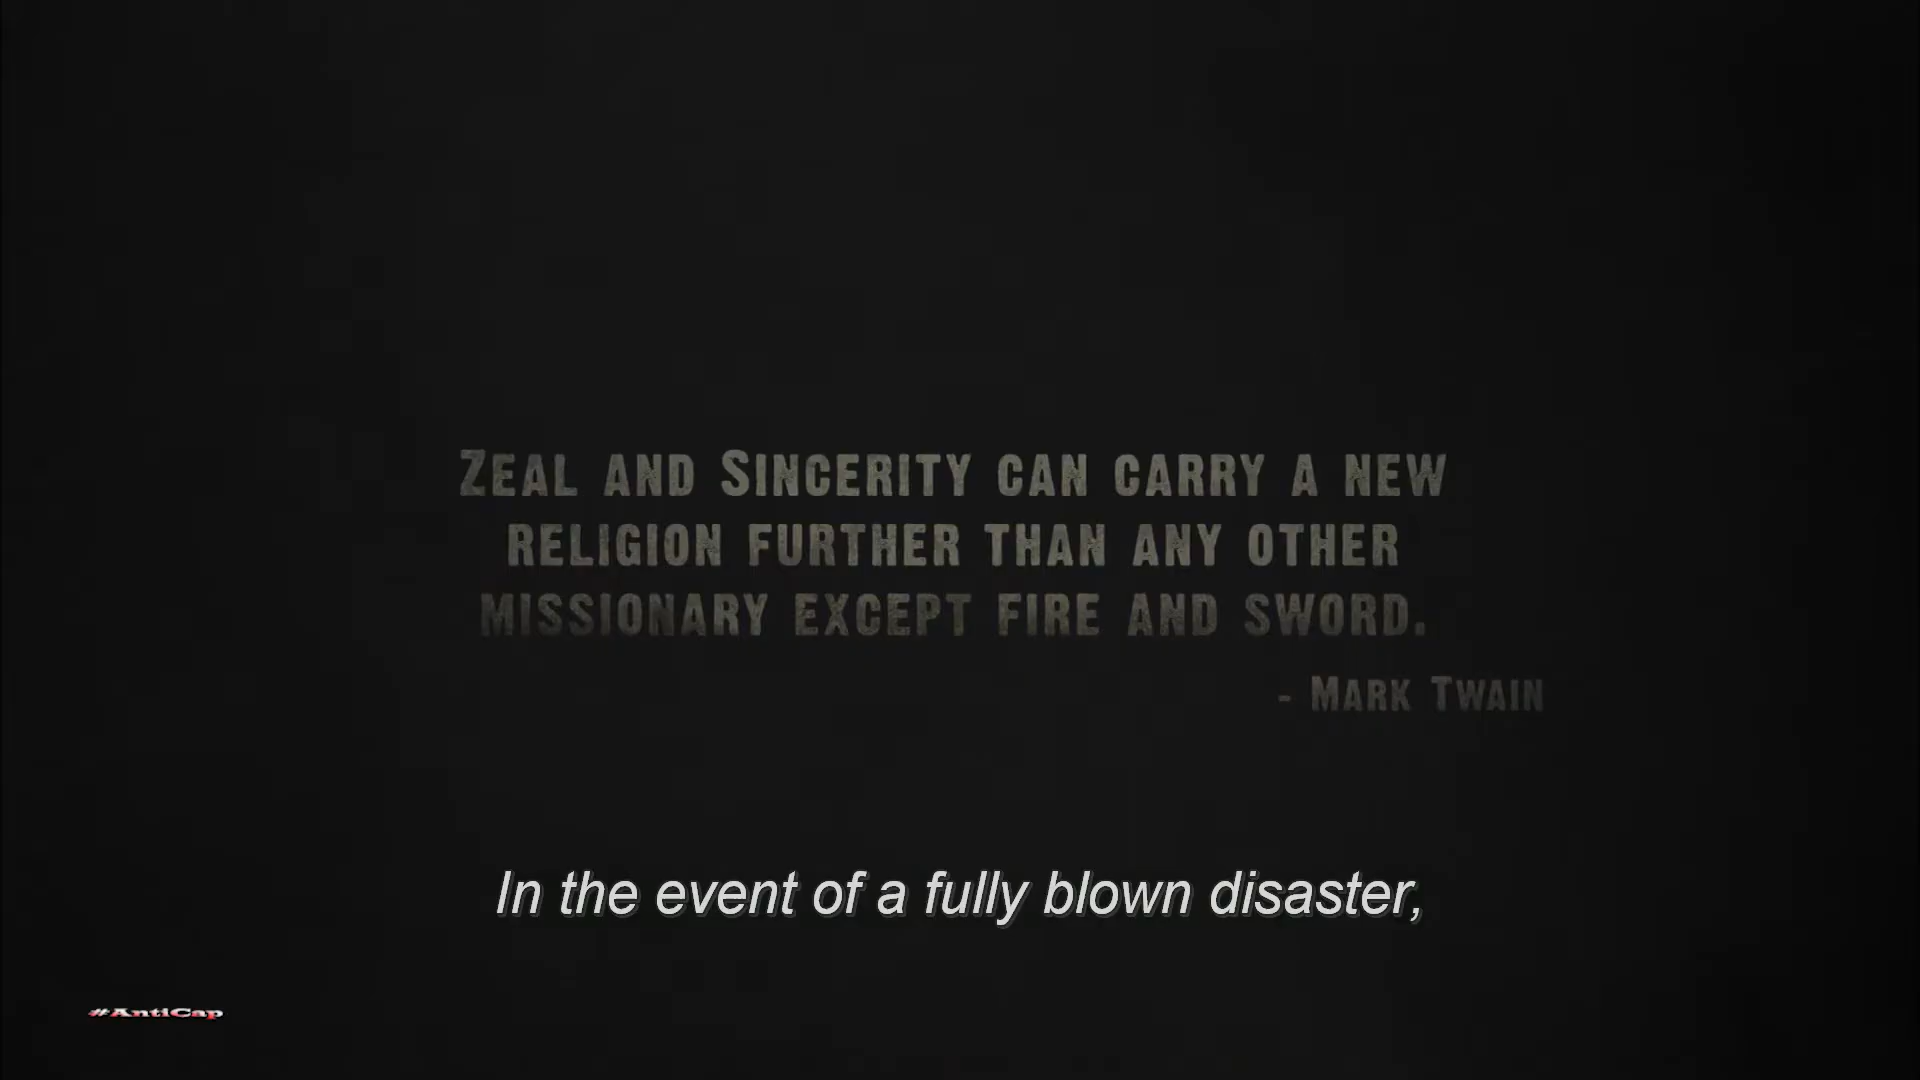 Zeal and Sincerity can carry a new
religion further than any other
missionary except fire and sword.
- Mark Twain
In the event of a fully blown disaster,
#AntiCap